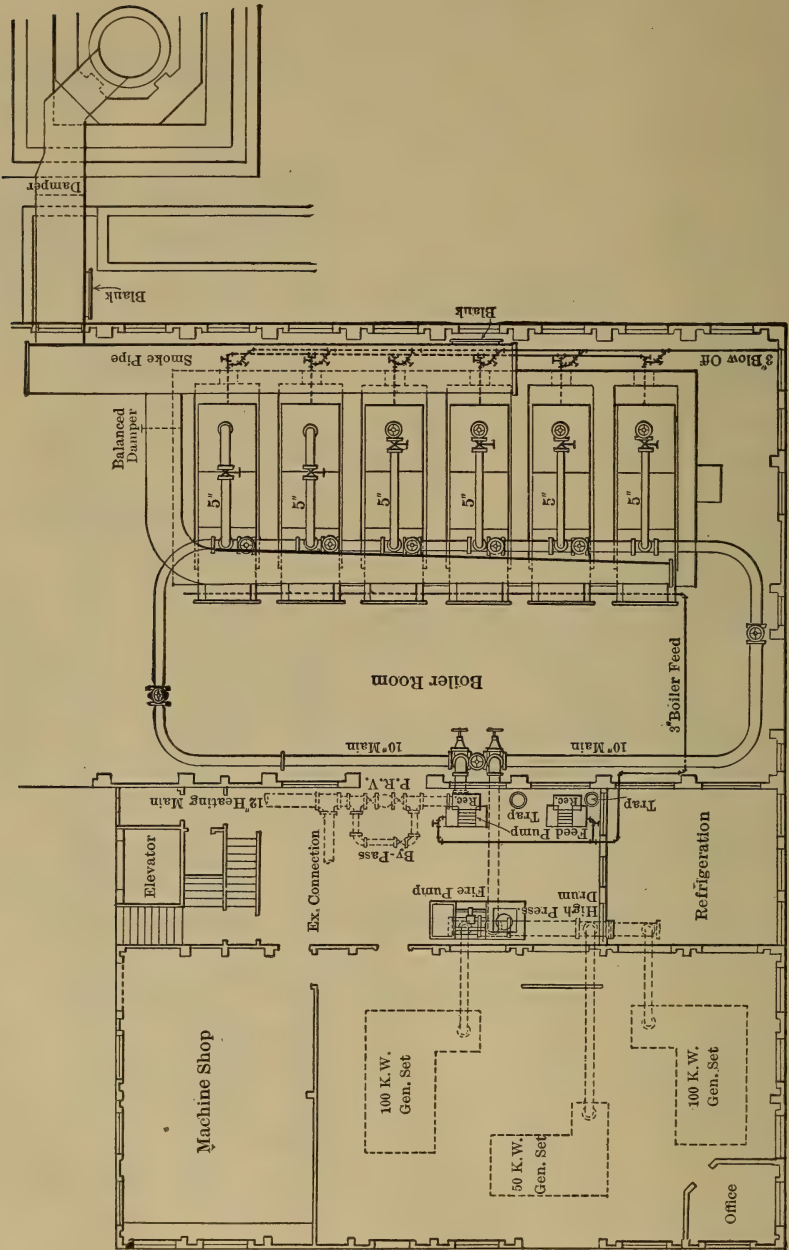 Damper
Blank
Blank
Smoke Pipe
3"Blow Off
Balanced
Damper
5"
5"
5"
5"
5"
5"
Boiler Room
3"Boiler Feed
10"Main
10"Main
12"Heating Main
P.R.V.
By-Pass
Ex. Connection
Rec.
Rec.
Trap
Trap
Feed Pump
Fire Pump
High Press
Drum
Elevator
Refrigeration
Machine Shop
100 K.W.
Gen. Set
50 K.W.
Gen. Set
100 K.W.
Gen. Set
Office